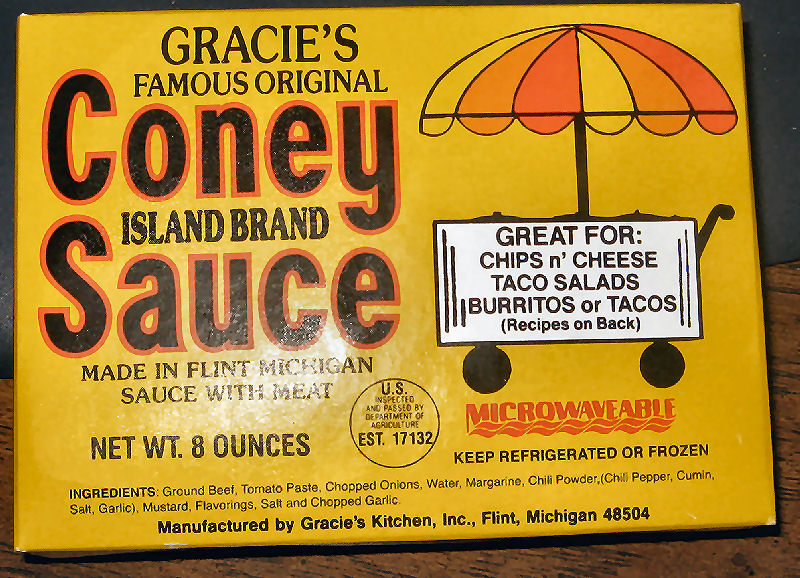 GRACIE'S
FAMOUS ORIGINAL
Coney
ISLAND BRAND
Sauce
MADE IN FLINT MICHIGAN
SAUCE WITH MEAT
NET WT. 8 OUNCES
U.S.
INSPECTED
AND PASSED BY
DEPARTMENT OF
AGRICULTURE
EST. 17132
GREAT FOR:
CHIPS n' CHEESE
TACO SALADS
BURRITOS or TACOS
(Recipes on Back)
MICROWAVEABLE
KEEP REFRIGERATED OR FROZEN
INGREDIENTS: Ground Beef, Tomato Paste, Chopped Onions, Water, Margarine, Chili Powder,(Chili Pepper, Cumin,
Salt, Garlic), Mustard, Flavorings, Salt and Chopped Garlic.
Manufactured by Gracie's Kitchen, Inc., Flint, Michigan 48504